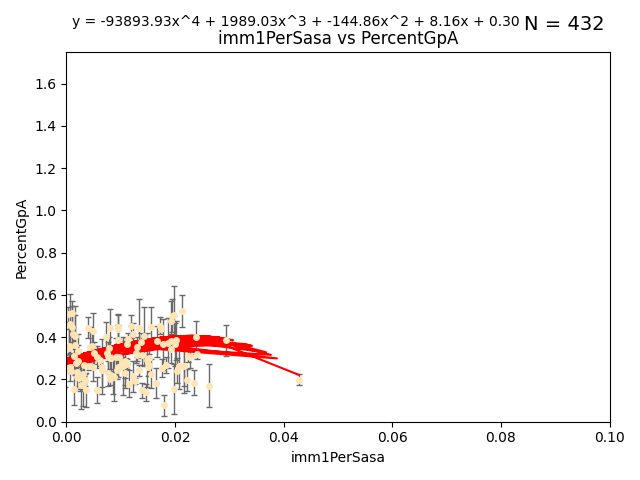 y = -93893.93x^4 + 1989.03x^3 + -144.86x^2 + 8.16x + 0.30 N = 432
imm1PerSasa vs PercentGpA
1.6
1.4
1.2
1.0
0.8
0.6
0.4
0.2
0.0
PercentGpA
0.00 0.02 0.04 0.06 0.08 0.10
imm1PerSasa